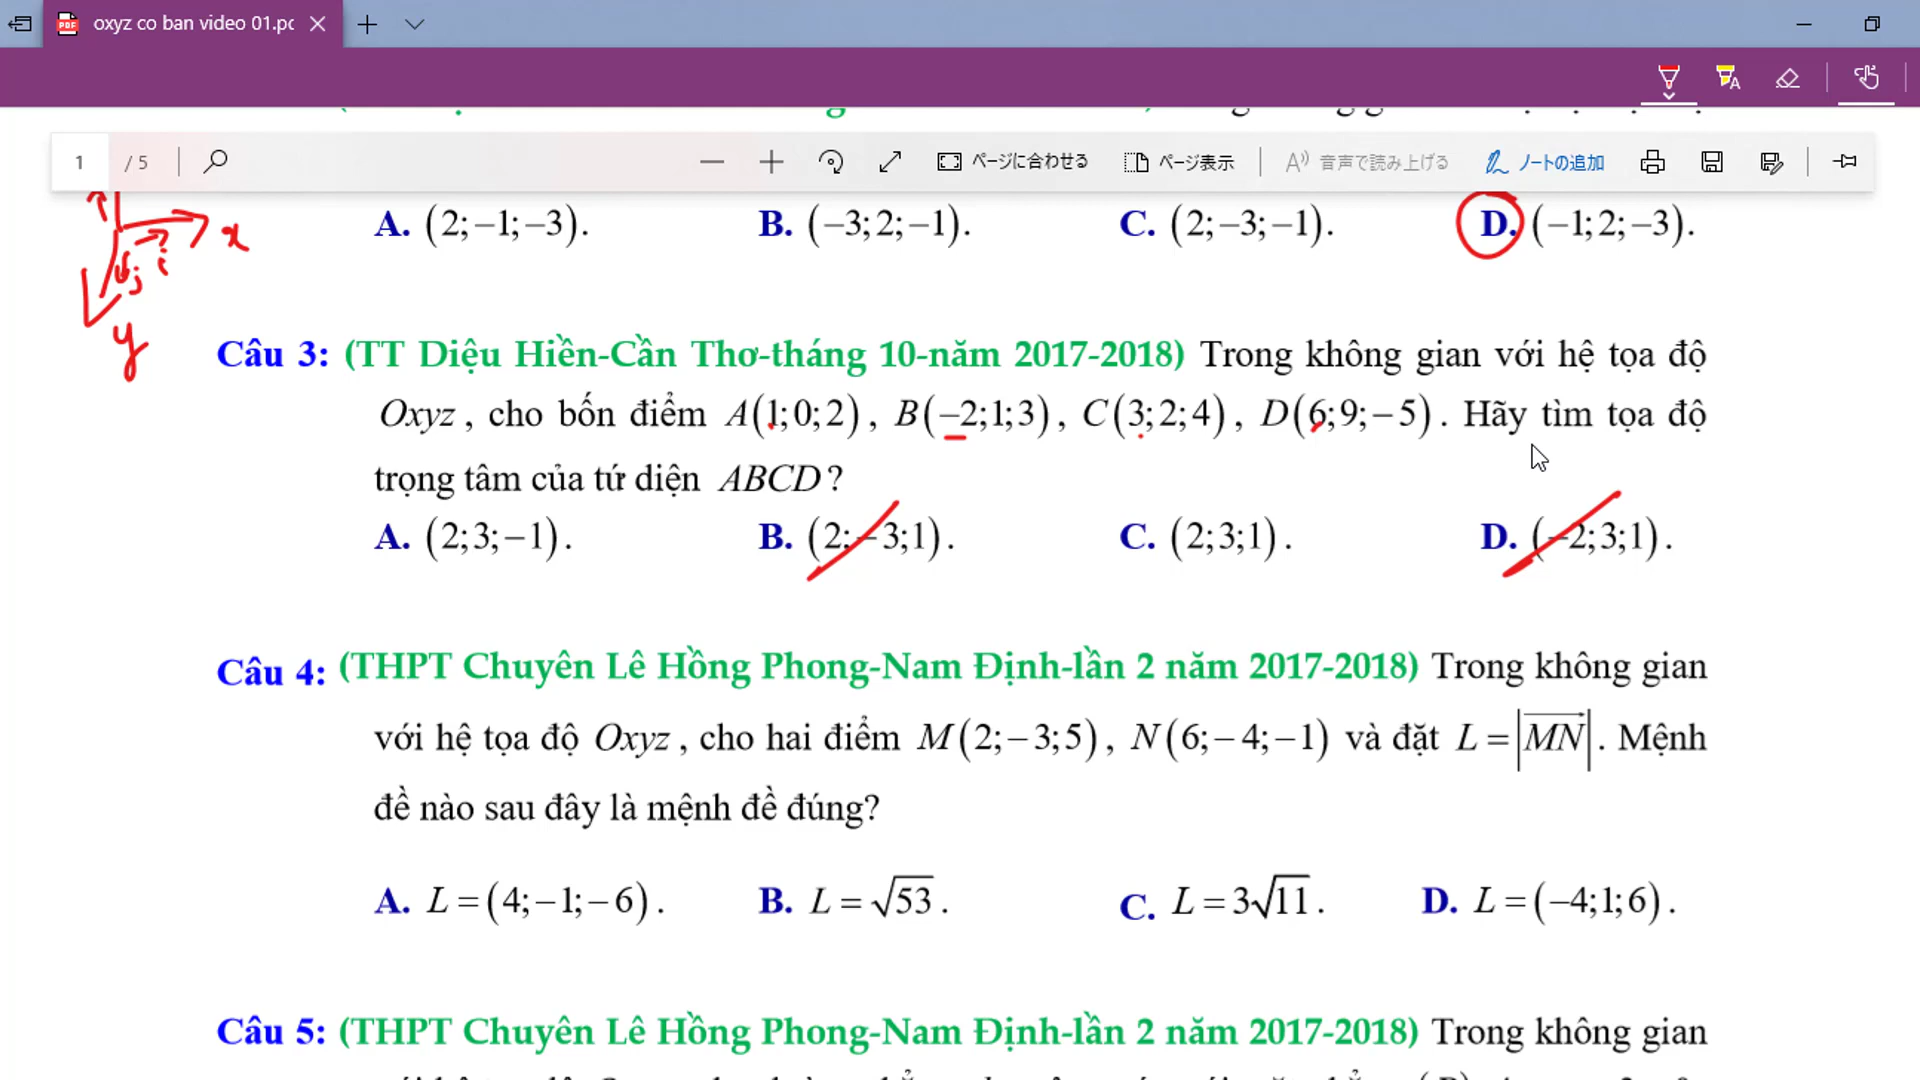 oxyz co ban video 01.pc
1 / 5 ページに合わせる ページ表示 A 音声で読み上げる ノートの追加
A. (2;−1;−3). B. (−3;2;−1). C. (2;−3;−1). D. (−1;2;−3).
x
i
j
y
Câu 3: (TT Diệu Hiền-Cần Thơ-tháng 10-năm 2017-2018) Trong không gian với hệ tọa độ
Oxyz , cho bốn điểm A(1;0;2) , B(−2;1;3) , C(3;2;4) , D(6;9;−5) . Hãy tìm tọa độ
trọng tâm của tứ diện ABCD ?
A. (2;3;−1) . B. (2;−3;1) . C. (2;3;1) . D. (−2;3;1) .
Câu 4: (THPT Chuyên Lê Hồng Phong-Nam Định-lần 2 năm 2017-2018) Trong không gian
với hệ tọa độ Oxyz , cho hai điểm M(2;−3;5) , N(6;−4;−1) và đặt L = |MN| . Mệnh
đề nào sau đây là mệnh đề đúng?
A. L = (4;−1;−6) . B. L = √53 . C. L = 3√11 . D. L = (−4;1;6) .
Câu 5: (THPT Chuyên Lê Hồng Phong-Nam Định-lần 2 năm 2017-2018) Trong không gian